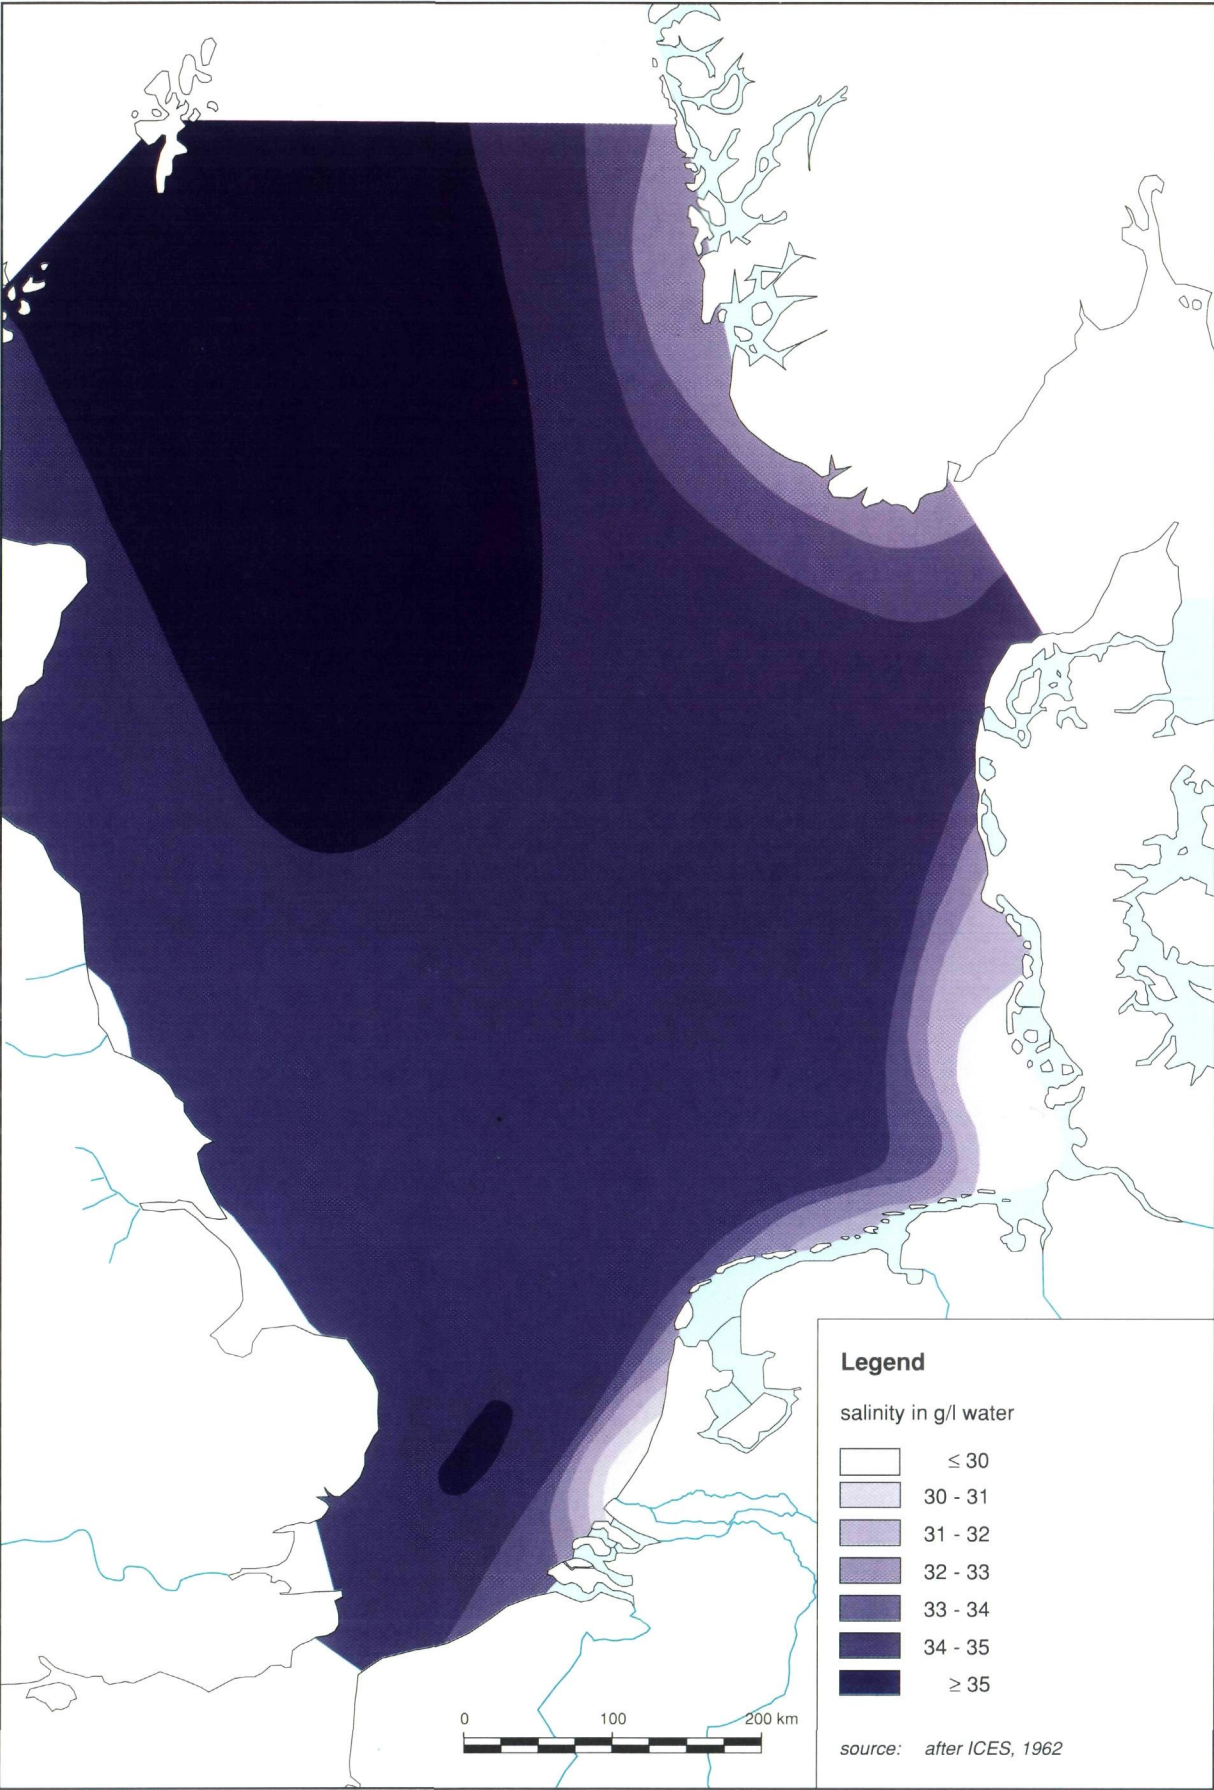 Legend
salinity in g/l water
≤ 30
30 - 31
31 - 32
32 - 33
33 - 34
34 - 35
≥ 35
0 100 200 km
source: after ICES, 1962